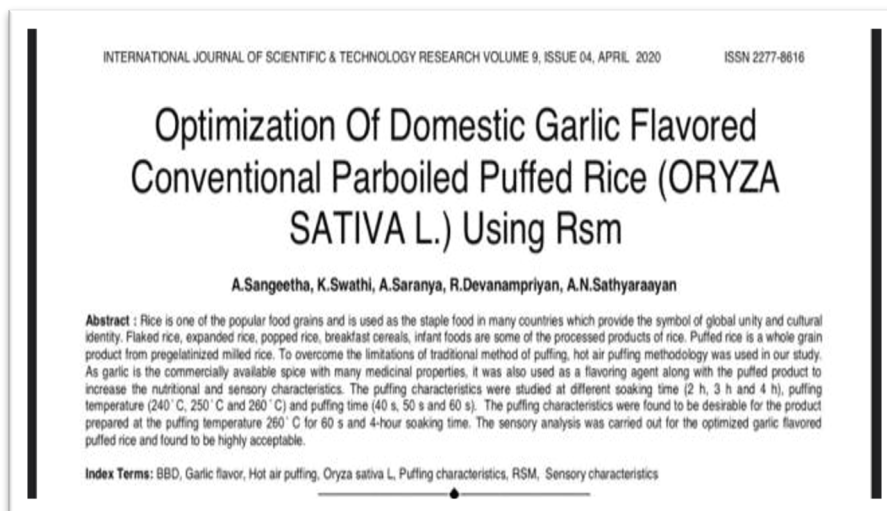 INTERNATIONAL JOURNAL OF SCIENTIFIC & TECHNOLOGY RESEARCH VOLUME 9, ISSUE 04, APRIL 2020 ISSN 2277-8616
Optimization Of Domestic Garlic Flavored
Conventional Parboiled Puffed Rice (ORYZA
SATIVA L.) Using Rsm
A.Sangeetha, K.Swathi, A.Saranya, R.Devanampriyan, A.N.Sathyaraayan
Abstract : Rice is one of the popular food grains and is used as the staple food in many countries which provide the symbol of global unity and cultural
identity. Flaked rice, expanded rice, popped rice, breakfast cereals, infant foods are some of the processed products of rice. Puffed rice is a whole grain
product from pregelatinized milled rice. To overcome the limitations of traditional method of puffing, hot air puffing methodology was used in our study.
As garlic is the commercially available spice with many medicinal properties, it was also used as a flavoring agent along with the puffed product to
increase the nutritional and sensory characteristics. The puffing characteristics were studied at different soaking time (2 h, 3 h and 4 h), puffing
temperature (240˚C, 250˚C and 260˚C) and puffing time (40 s, 50 s and 60 s). The puffing characteristics were found to be desirable for the product
prepared at the puffing temperature 260˚C for 60 s and 4-hour soaking time. The sensory analysis was carried out for the optimized garlic flavored
puffed rice and found to be highly acceptable.
Index Terms: BBD, Garlic flavor, Hot air puffing, Oryza sativa L, Puffing characteristics, RSM, Sensory characteristics